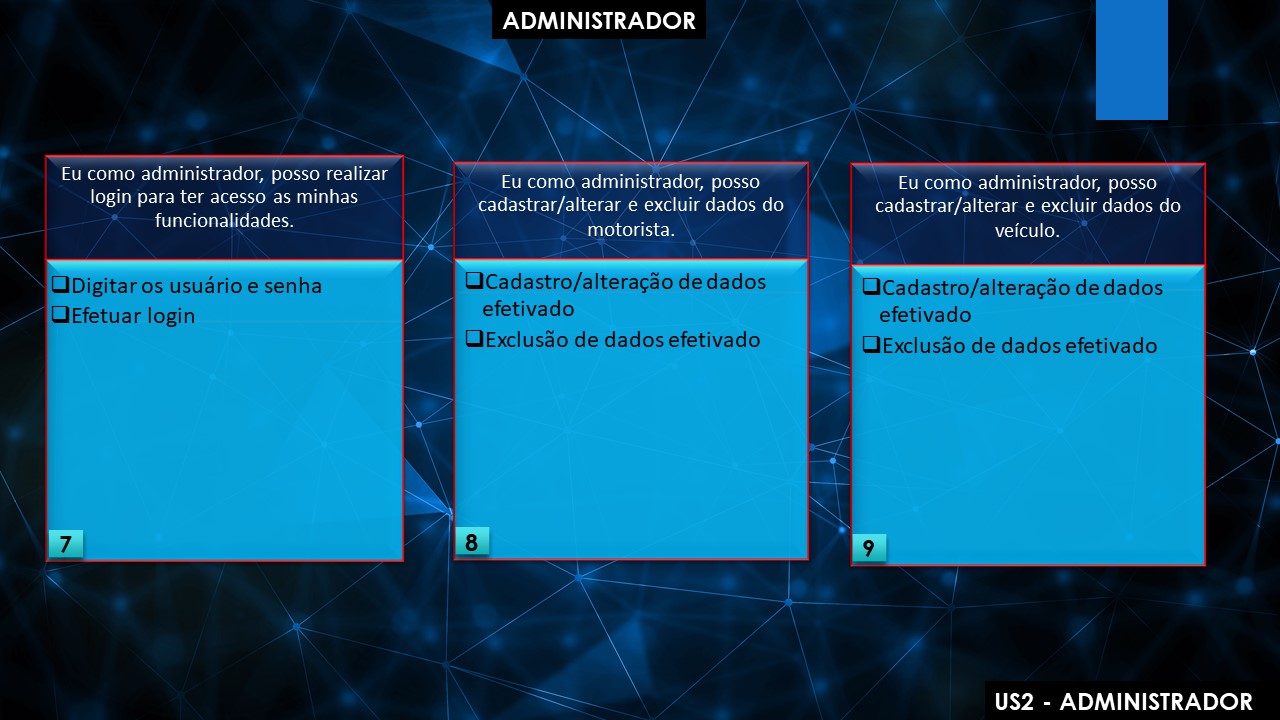 ADMINISTRADOR
Eu como administrador, posso realizar
login para ter acesso as minhas
funcionalidades.
❑Digitar os usuário e senha
❑Efetuar login
7
Eu como administrador, posso
cadastrar/alterar e excluir dados do
motorista.
❑Cadastro/alteração de dados
efetivado
❑Exclusão de dados efetivado
8
Eu como administrador, posso
cadastrar/alterar e excluir dados do
veículo.
❑Cadastro/alteração de dados
efetivado
❑Exclusão de dados efetivado
9
US2 - ADMINISTRADOR